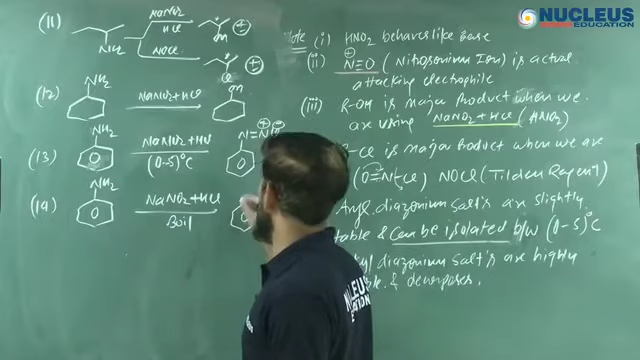 NUCLEUS
EDUCATION
(11)
NaNO2
HCl
NH2
NOCl
OH
Cl
Note (i) HNO2 behaves like Base
(ii) N≡O (Nitrosonium Ion) is actual
attacking electrophile
(iii) R-OH is major Product when we
are using NaNO2 + HCl (HNO2)
-Cl is major Product when we are
NOCl (Tilden Reagent)
Aryl diazonium salt's are slightly
& Can be isolated b/w (0-5)°C
diazonium salt's are highly
& decomposes.
(12)
NH2
NaNO2+HCl
OH
(13)
NH2
NaNO2+HCl
(0-5)°C
N≡N
(14)
NH2
NaNO2+HCl
Boil
NUCLEUS
EDUCATION